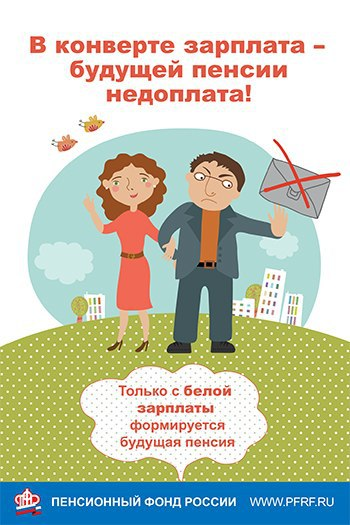 В конверте зарплата –
будущей пенсии
недоплата!
Только с белой
зарплаты
формируется
будущая пенсия
ПЕНСИОННЫЙ ФОНД РОССИИ WWW.PFRF.RU